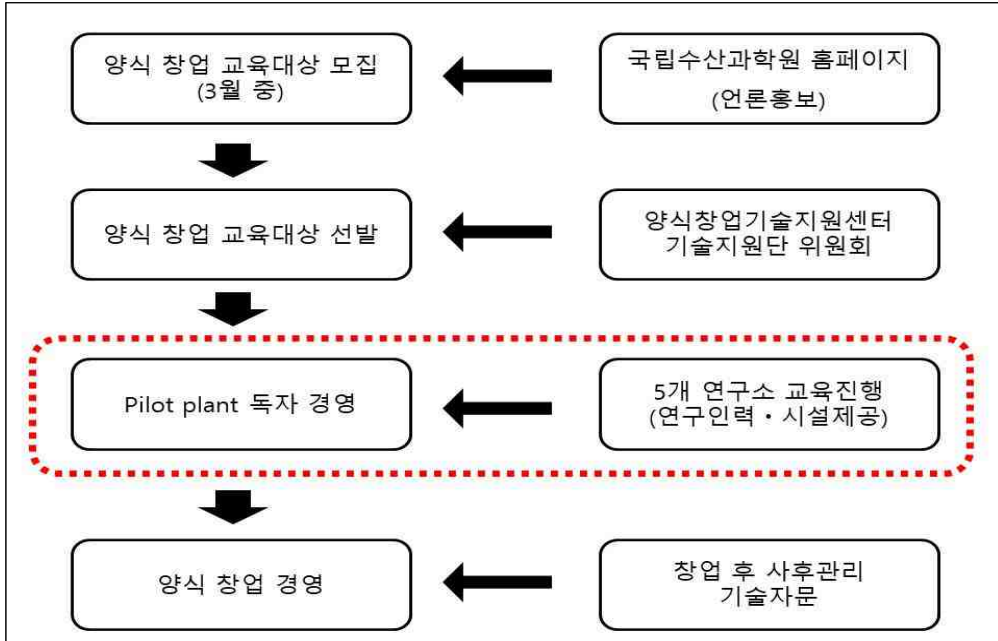 양식 창업 교육대상 모집
(3월 중)
국립수산과학원 홈페이지
(언론홍보)
양식 창업 교육대상 선발
양식창업기술지원센터
기술지원단 위원회
Pilot plant 독자 경영
5개 연구소 교육진행
(연구인력・시설제공)
양식 창업 경영
창업 후 사후관리
기술자문